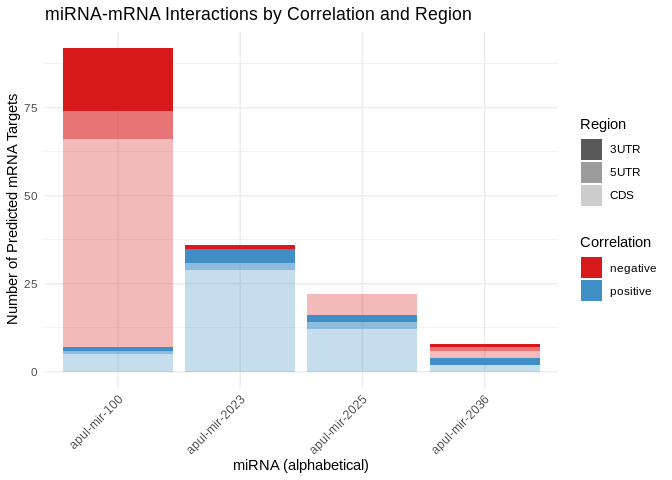 miRNA-mRNA Interactions by Correlation and Region
Number of Predicted mRNA Targets
75
50
25
0
apul-mir-100
apul-mir-2023
apul-mir-2025
apul-mir-2036
miRNA (alphabetical)
Region
3UTR
5UTR
CDS
Correlation
negative
positive